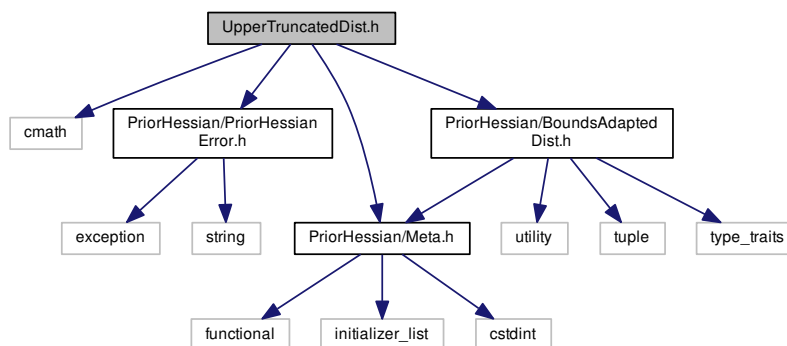 UpperTruncatedDist.h
cmath
PriorHessian/PriorHessian
Error.h
PriorHessian/BoundsAdapted
Dist.h
exception
string
PriorHessian/Meta.h
utility
tuple
type_traits
functional
initializer_list
cstdint